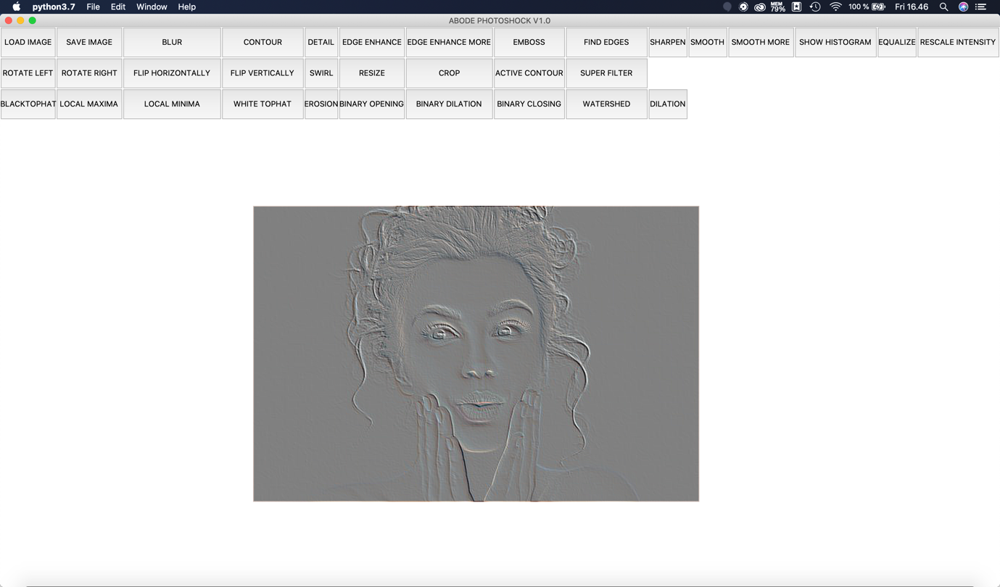 python3.7 File Edit Window Help MEM 79% 100 % Fri 16.46
ABODE PHOTOSHOCK V1.0
LOAD IMAGE SAVE IMAGE BLUR CONTOUR DETAIL EDGE ENHANCE EDGE ENHANCE MORE EMBOSS FIND EDGES SHARPEN SMOOTH SMOOTH MORE SHOW HISTOGRAM EQUALIZE RESCALE INTENSITY
ROTATE LEFT ROTATE RIGHT FLIP HORIZONTALLY FLIP VERTICALLY SWIRL RESIZE CROP ACTIVE CONTOUR SUPER FILTER
BLACKTOPHAT LOCAL MAXIMA LOCAL MINIMA WHITE TOPHAT EROSION BINARY OPENING BINARY DILATION BINARY CLOSING WATERSHED DILATION